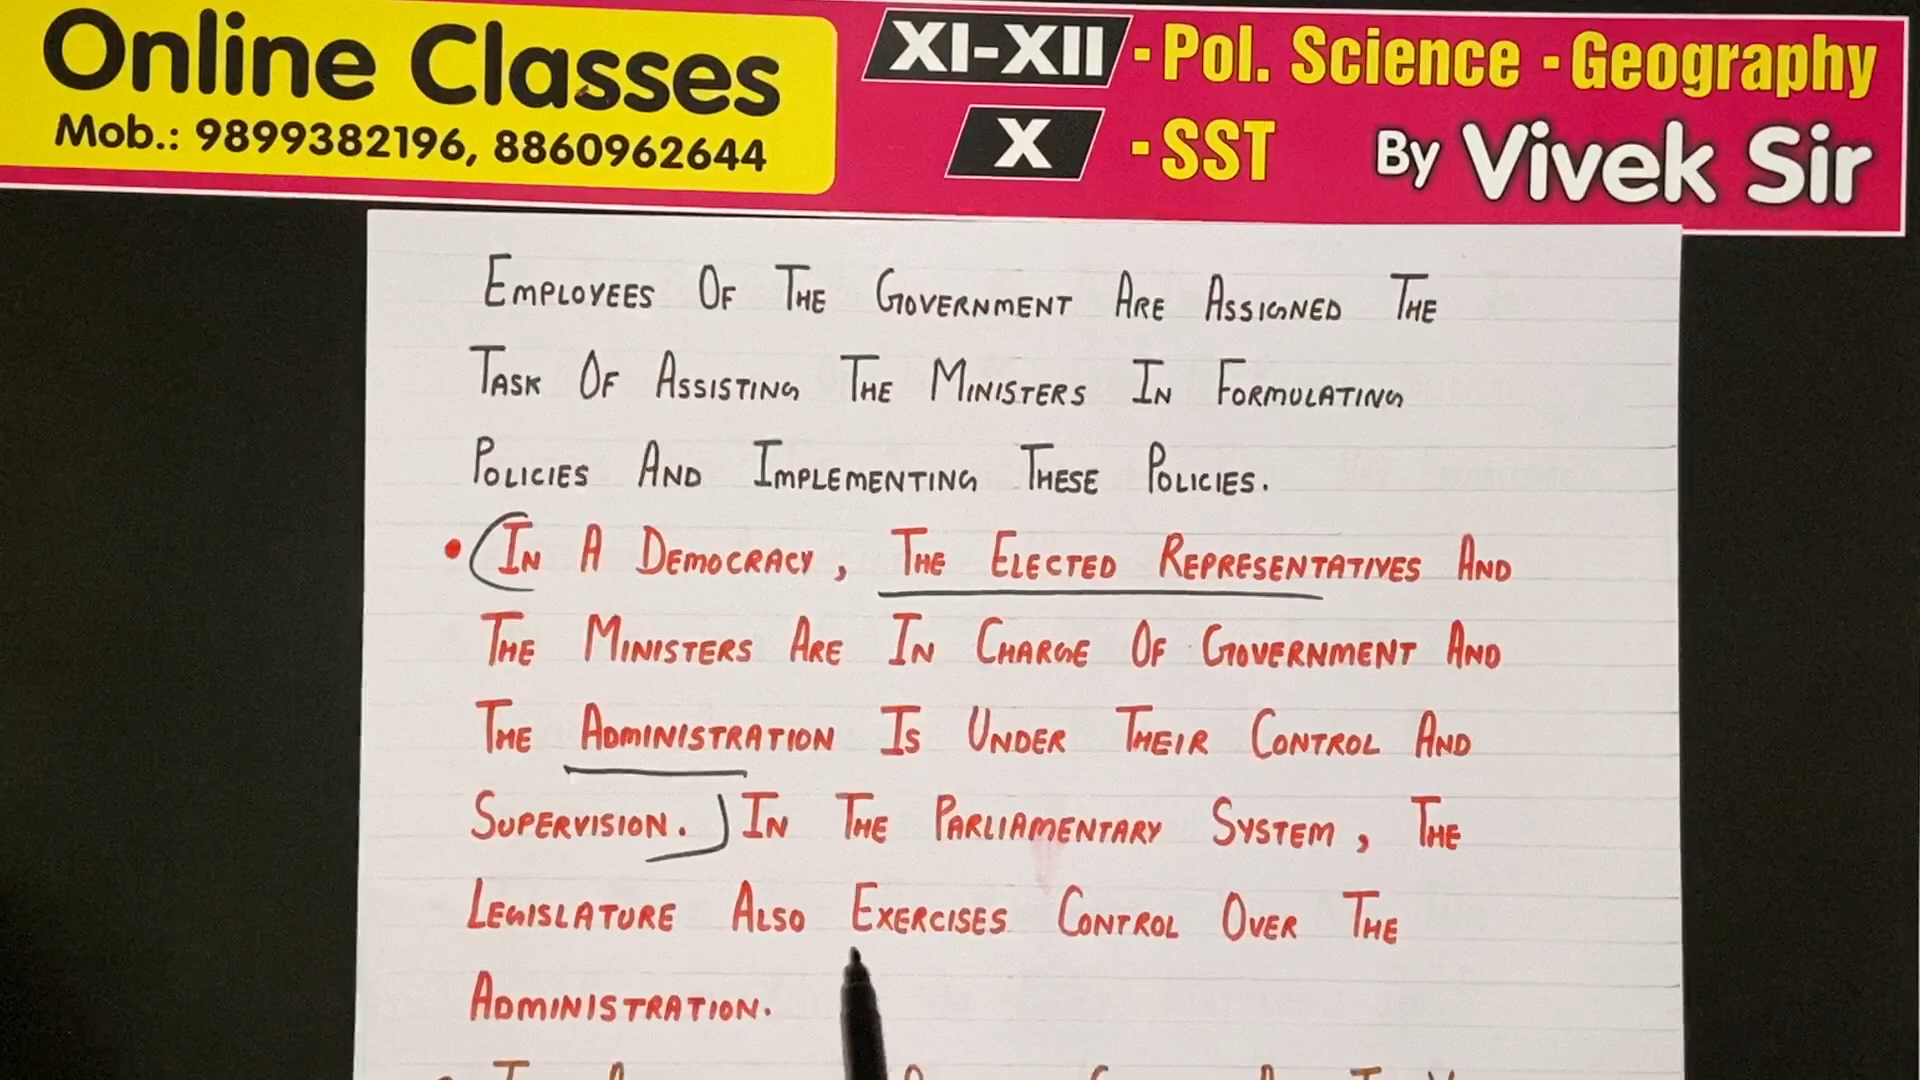 Online Classes
Mob.: 9899382196, 8860962644
XI-XII - Pol. Science - Geography
X - SST By Vivek Sir
EMPLOYEES OF THE GOVERNMENT ARE ASSIGNED THE
TASK OF ASSISTING THE MINISTERS IN FORMULATING
POLICIES AND IMPLEMENTING THESE POLICIES.
• IN A DEMOCRACY, THE ELECTED REPRESENTATIVES AND
THE MINISTERS ARE IN CHARGE OF GOVERNMENT AND
THE ADMINISTRATION IS UNDER THEIR CONTROL AND
SUPERVISION. IN THE PARLIAMENTARY SYSTEM, THE
LEGISLATURE ALSO EXERCISES CONTROL OVER THE
ADMINISTRATION.